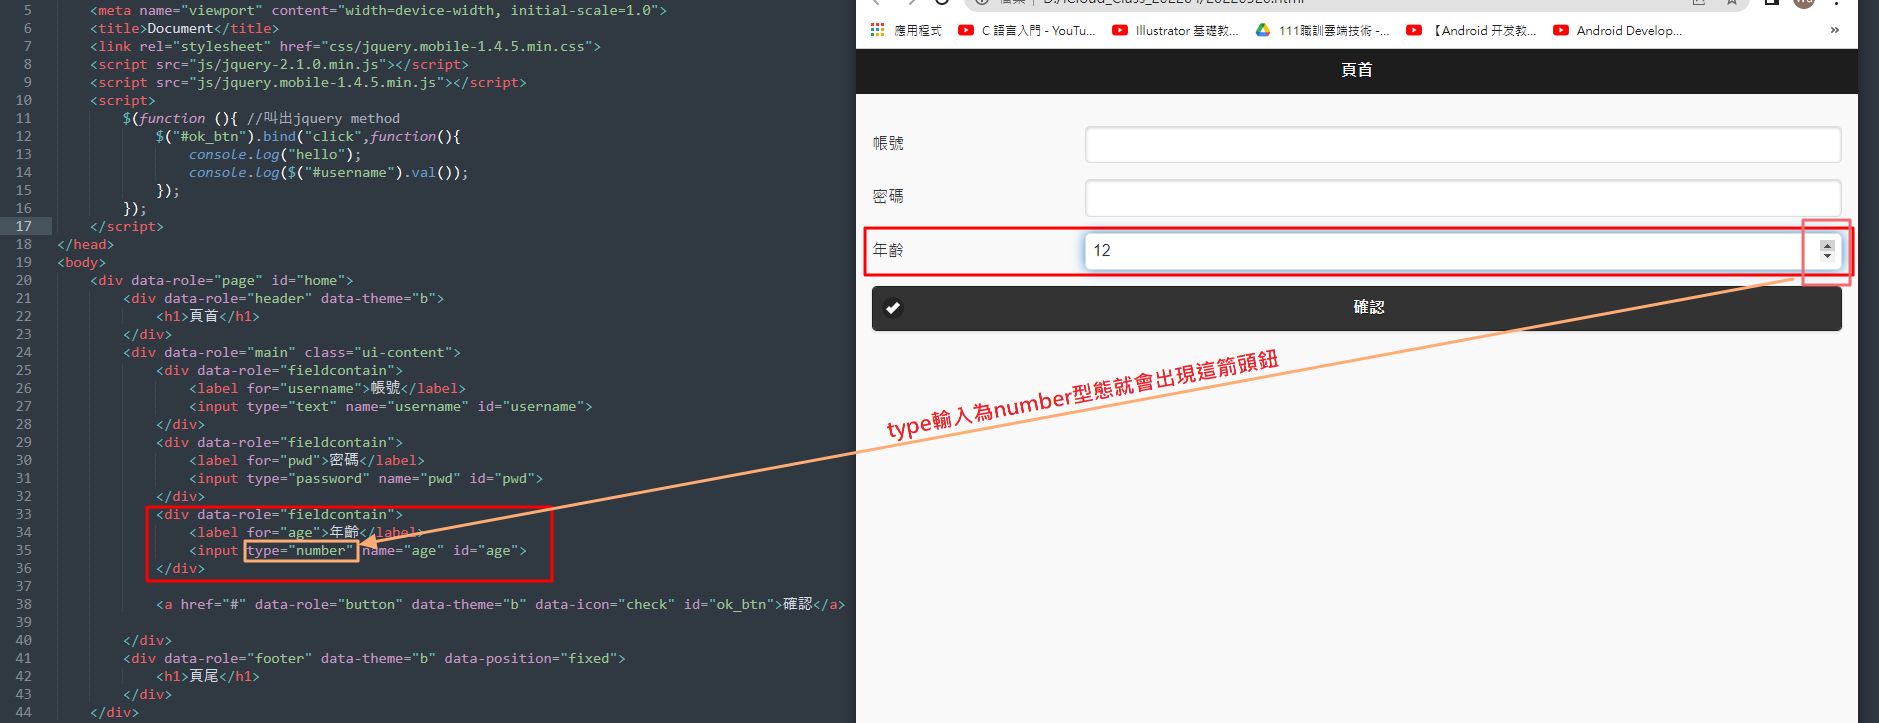 5 <meta name="viewport" content="width=device-width, initial-scale=1.0">
6 <title>Document</title>
7 <link rel="stylesheet" href="css/jquery.mobile-1.4.5.min.css">
8 <script src="js/jquery-2.1.0.min.js"></script>
9 <script src="js/jquery.mobile-1.4.5.min.js"></script>
10 <script>
11 $(function (){ //叫出jquery method
12 $("#ok_btn").bind("click",function(){
13 console.log("hello");
14 console.log($("#username").val());
15 });
16 });
17 </script>
18 </head>
19 <body>
20 <div data-role="page" id="home">
21 <div data-role="header" data-theme="b">
22 <h1>頁首</h1>
23 </div>
24 <div data-role="main" class="ui-content">
25 <div data-role="fieldcontain">
26 <label for="username">帳號</label>
27 <input type="text" name="username" id="username">
28 </div>
29 <div data-role="fieldcontain">
30 <label for="pwd">密碼</label>
31 <input type="password" name="pwd" id="pwd">
32 </div>
33 <div data-role="fieldcontain">
34 <label for="age">年齡</label>
35 <input type="number" name="age" id="age">
36 </div>
37
38 <a href="#" data-role="button" data-theme="b" data-icon="check" id="ok_btn">確認</a>
39
40 </div>
41 <div data-role="footer" data-theme="b" data-position="fixed">
42 <h1>頁尾</h1>
43 </div>
44 </div>
應用程式 C 語言入門 - YouTu... Illustrator 基礎教... 111職訓雲端技術 -... 【Android 开发教... Android Develop... »
頁首
帳號
密碼
年齡 12
確認
type輸入為number型態就會出現這箭頭鈕